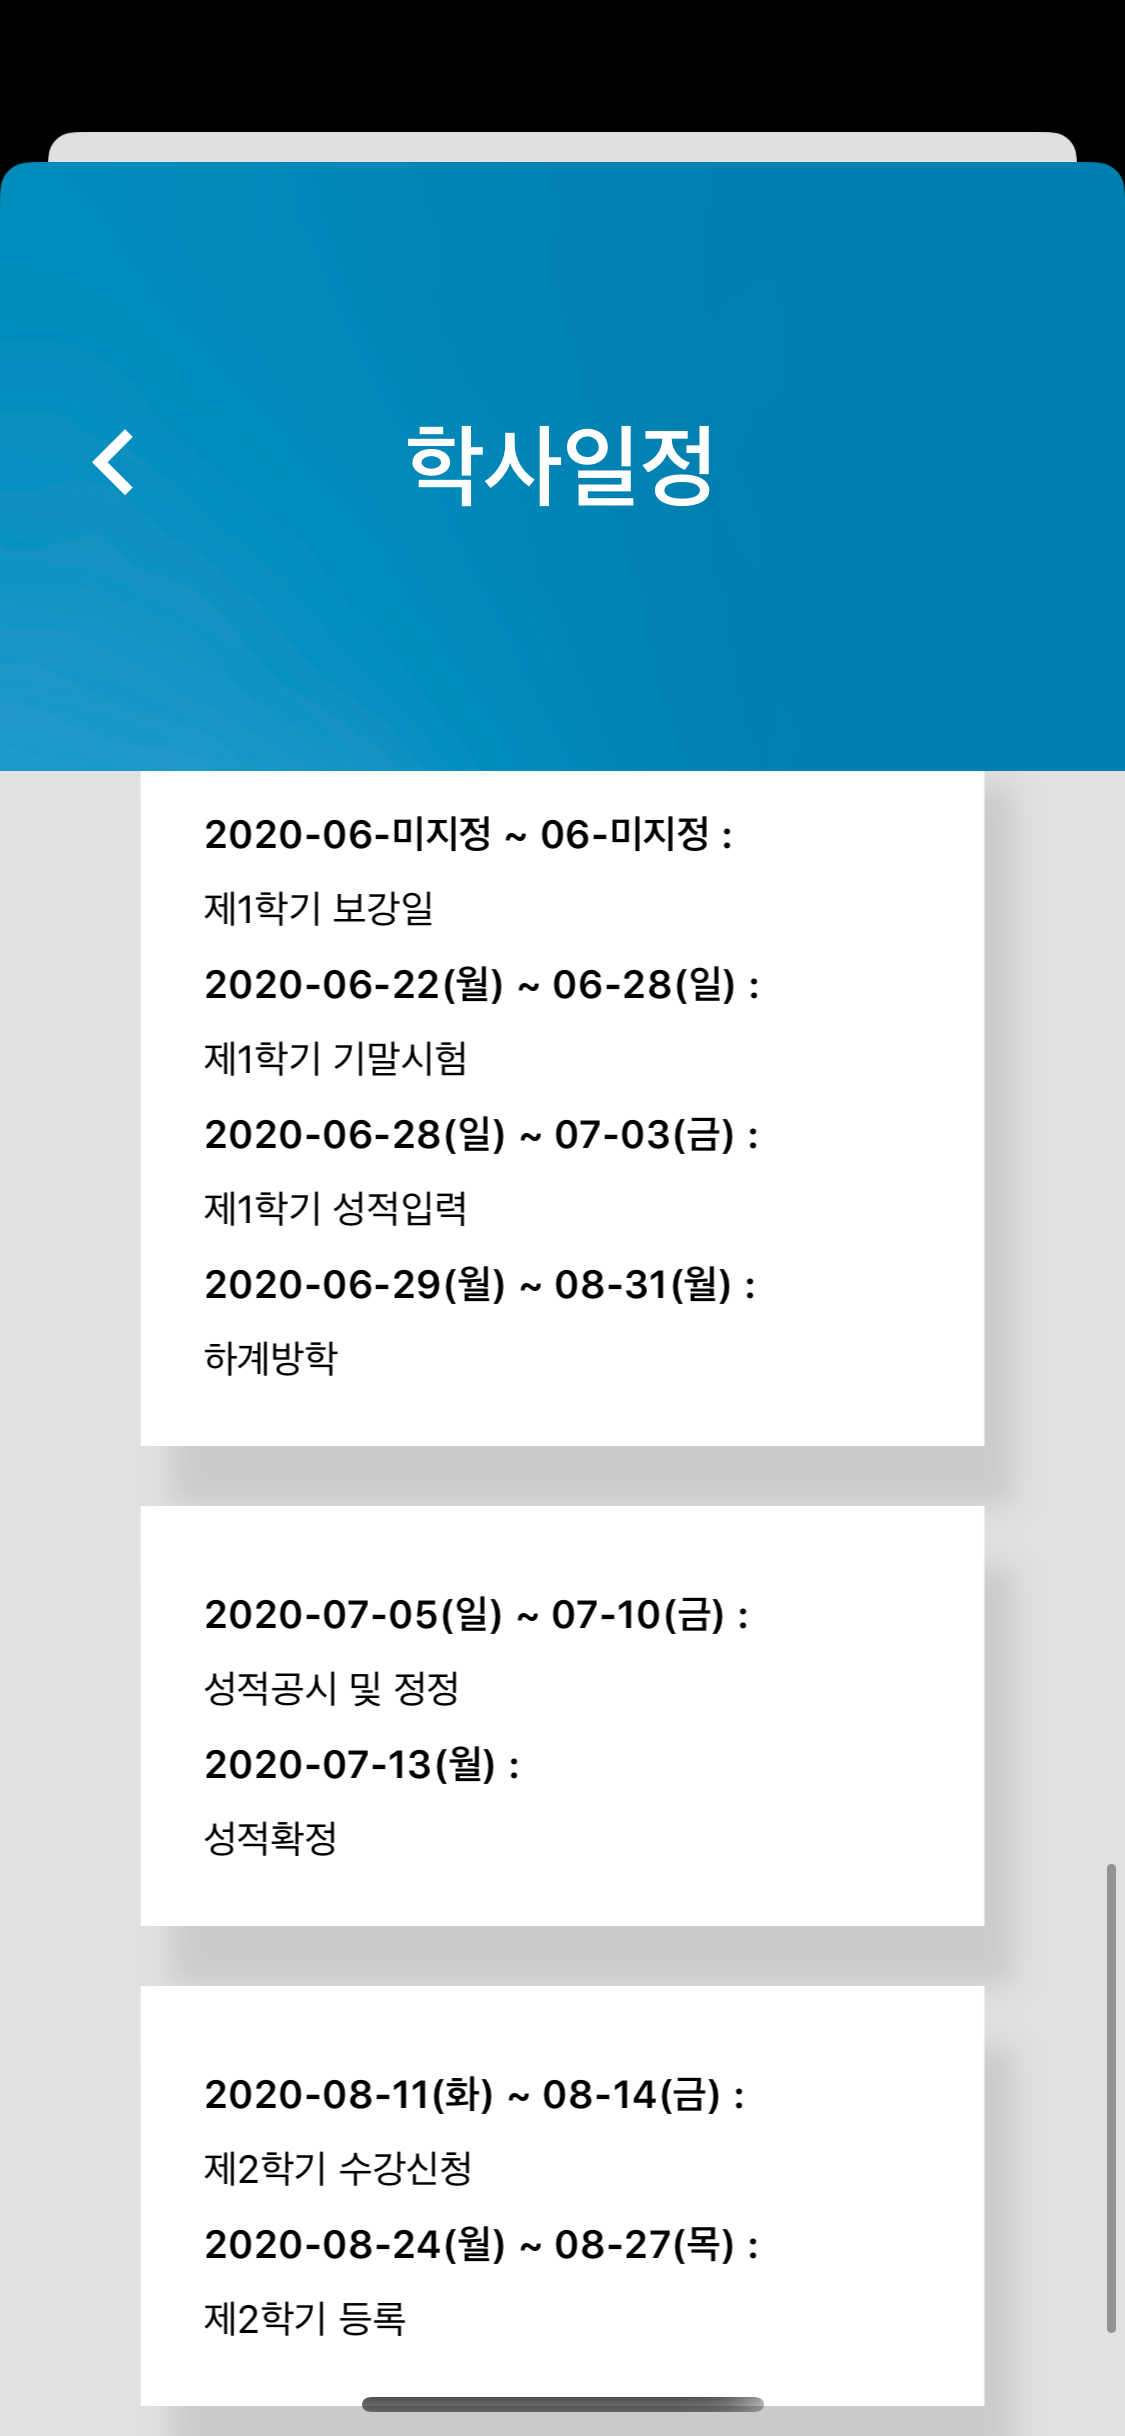 학사일정
2020-06-미지정 ~ 06-미지정 :
제1학기 보강일
2020-06-22(월) ~ 06-28(일) :
제1학기 기말시험
2020-06-28(일) ~ 07-03(금) :
제1학기 성적입력
2020-06-29(월) ~ 08-31(월) :
하계방학
2020-07-05(일) ~ 07-10(금) :
성적공시 및 정정
2020-07-13(월) :
성적확정
2020-08-11(화) ~ 08-14(금) :
제2학기 수강신청
2020-08-24(월) ~ 08-27(목) :
제2학기 등록